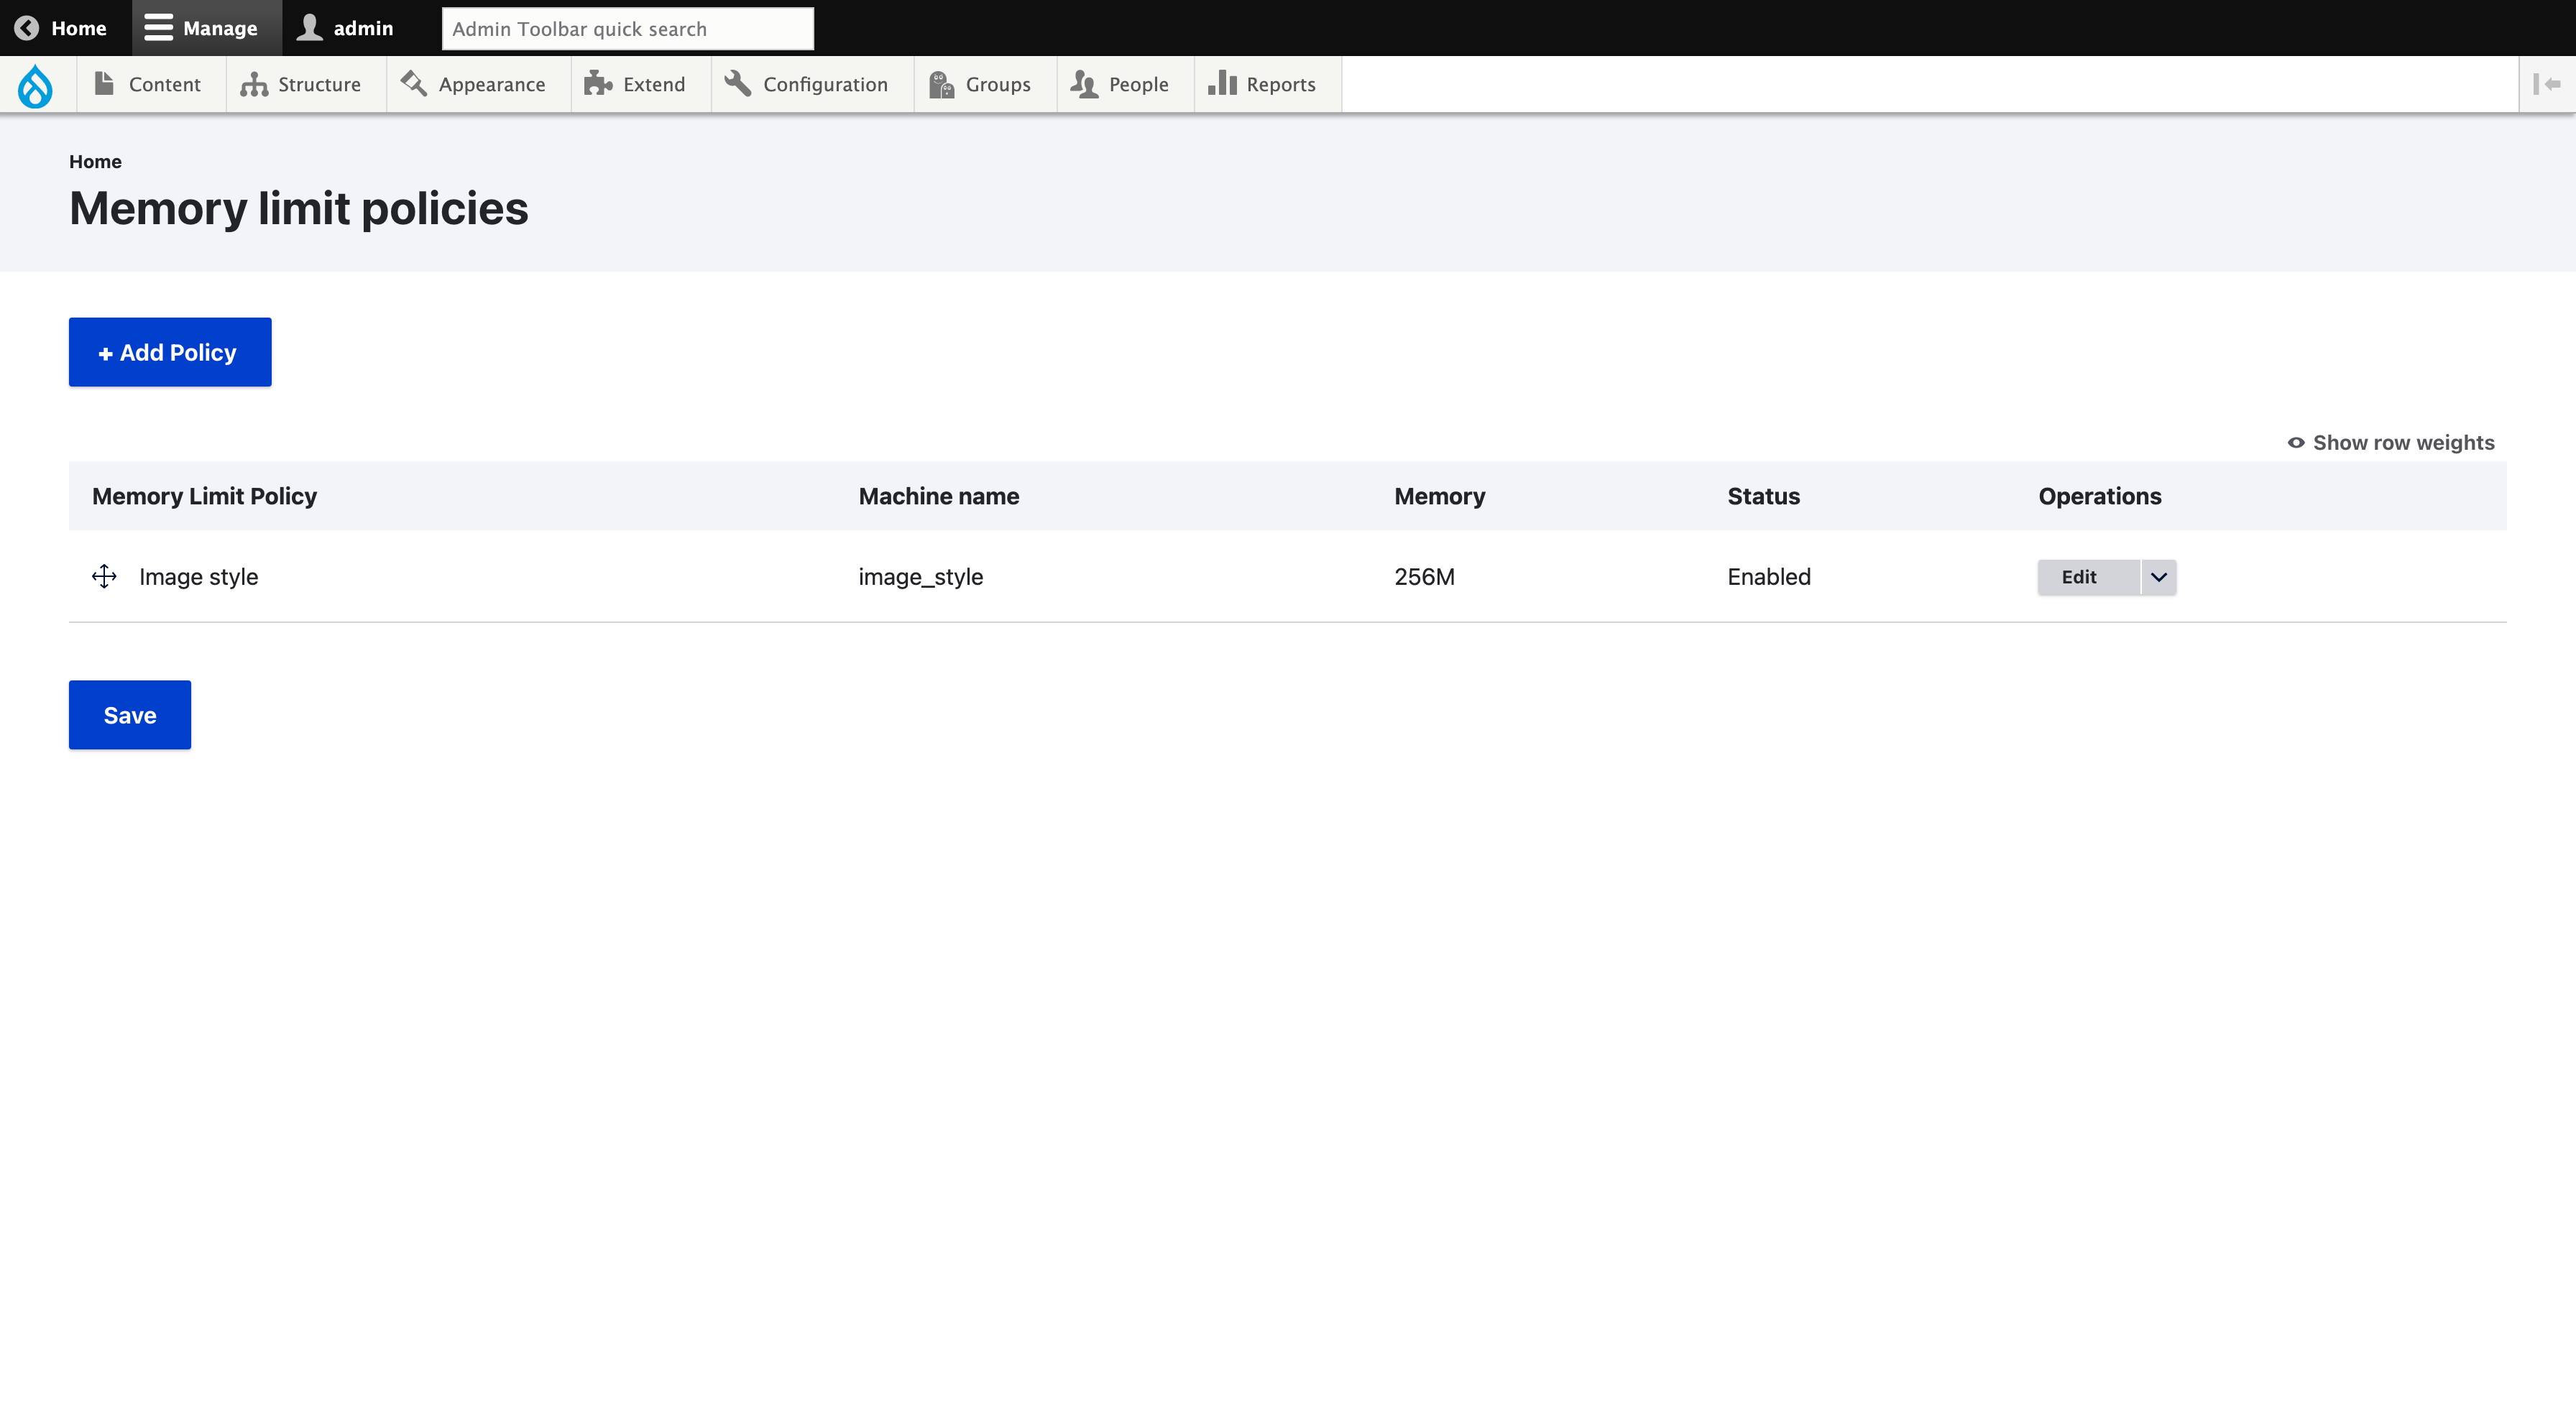 Home Manage admin Admin Toolbar quick search
Content Structure Appearance Extend Configuration Groups People Reports
Home
Memory limit policies
+ Add Policy
Show row weights
Memory Limit Policy Machine name Memory Status Operations
Image style image_style 256M Enabled Edit
Save